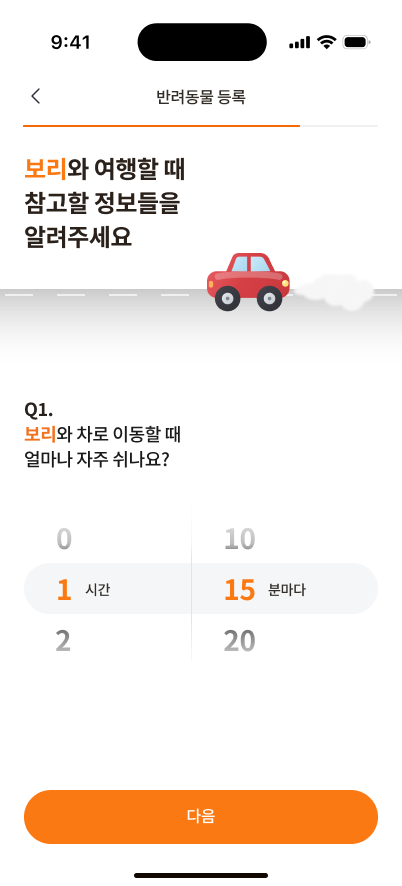 9:41
반려동물 등록
보리와 여행할 때
참고할 정보들을
알려주세요
Q1.
보리와 차로 이동할 때
얼마나 자주 쉬나요?
0 10
1 시간 15 분마다
2 20
다음